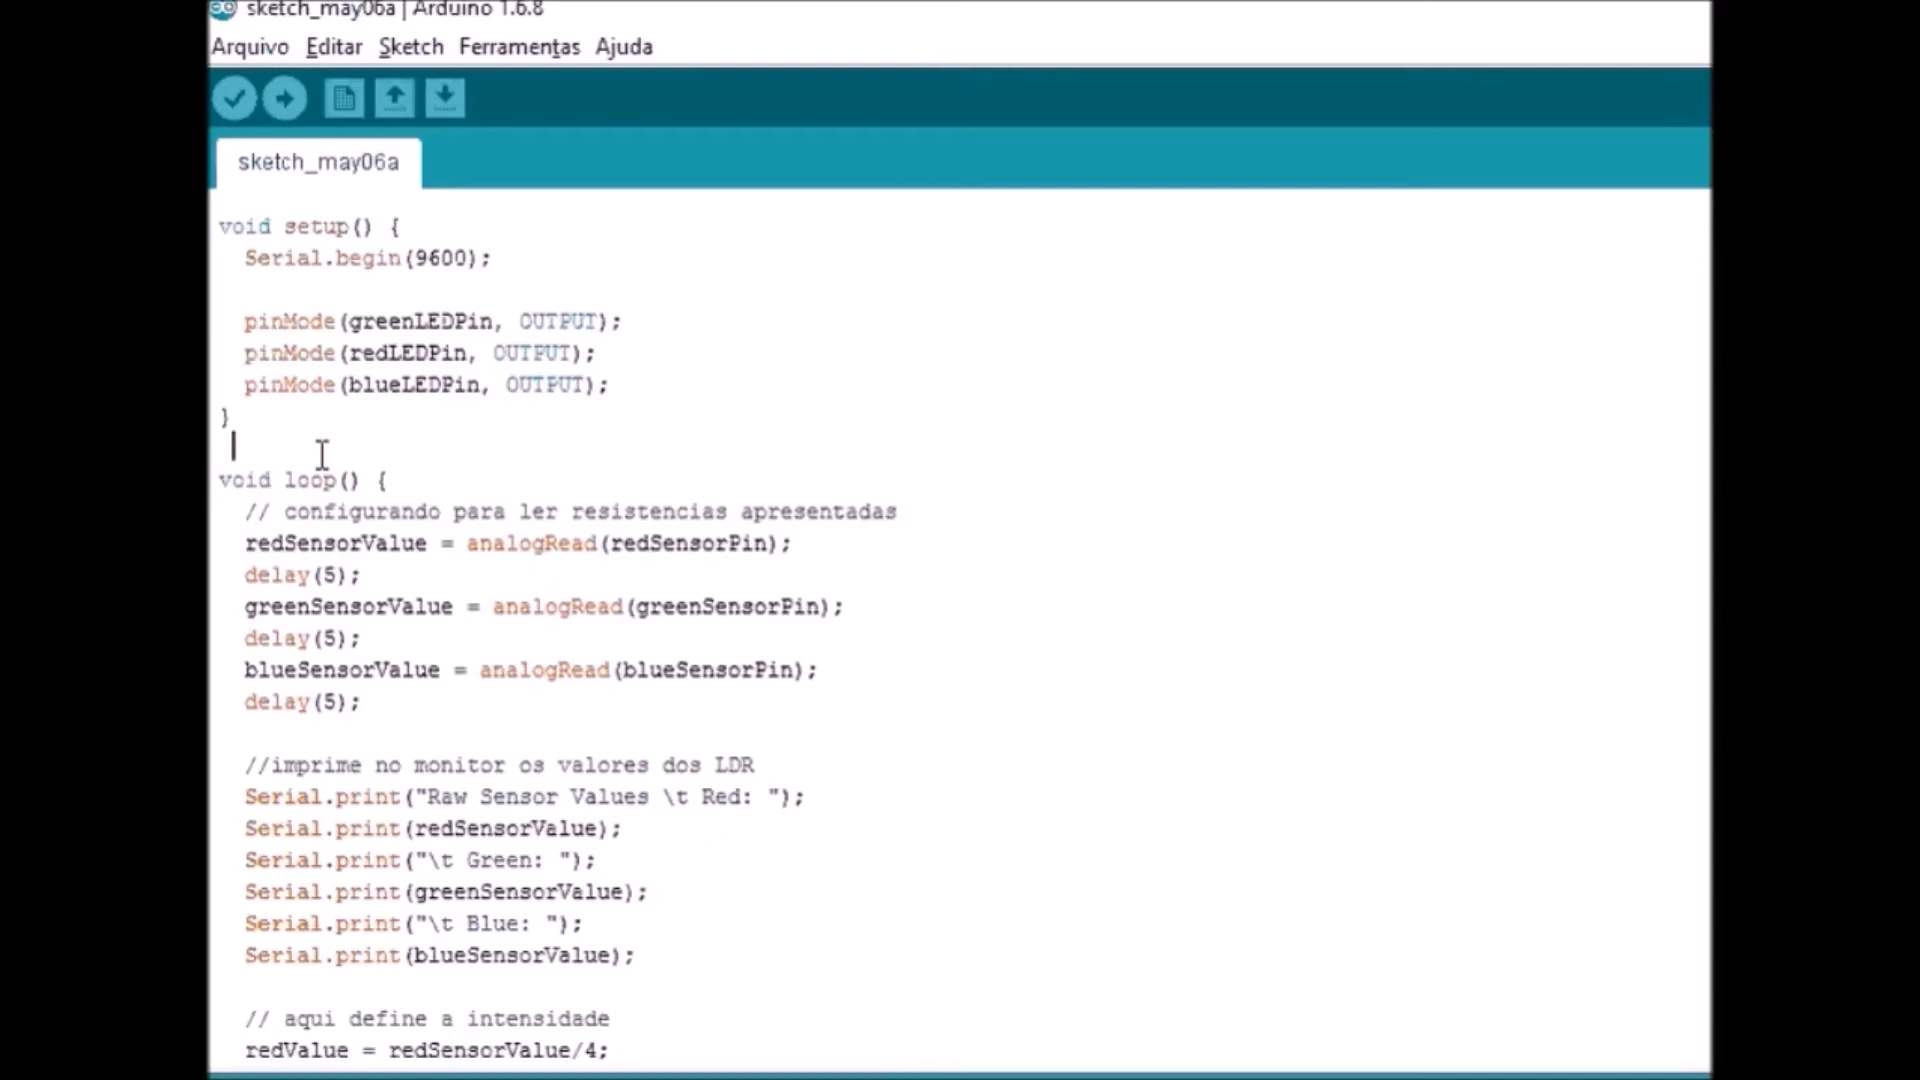 sketch_may06a | Arduino 1.6.8
Arquivo Editar Sketch Ferramentas Ajuda
sketch_may06a
void setup() {
  Serial.begin(9600);
  pinMode(greenLEDPin, OUTPUT);
  pinMode(redLEDPin, OUTPUT);
  pinMode(blueLEDPin, OUTPUT);
}
void loop() {
  // configurando para ler resistencias apresentadas
  redSensorValue = analogRead(redSensorPin);
  delay(5);
  greenSensorValue = analogRead(greenSensorPin);
  delay(5);
  blueSensorValue = analogRead(blueSensorPin);
  delay(5);
  //imprime no monitor os valores dos LDR
  Serial.print("Raw Sensor Values \t Red: ");
  Serial.print(redSensorValue);
  Serial.print("\t Green: ");
  Serial.print(greenSensorValue);
  Serial.print("\t Blue: ");
  Serial.print(blueSensorValue);
  // aqui define a intensidade
  redValue = redSensorValue/4;